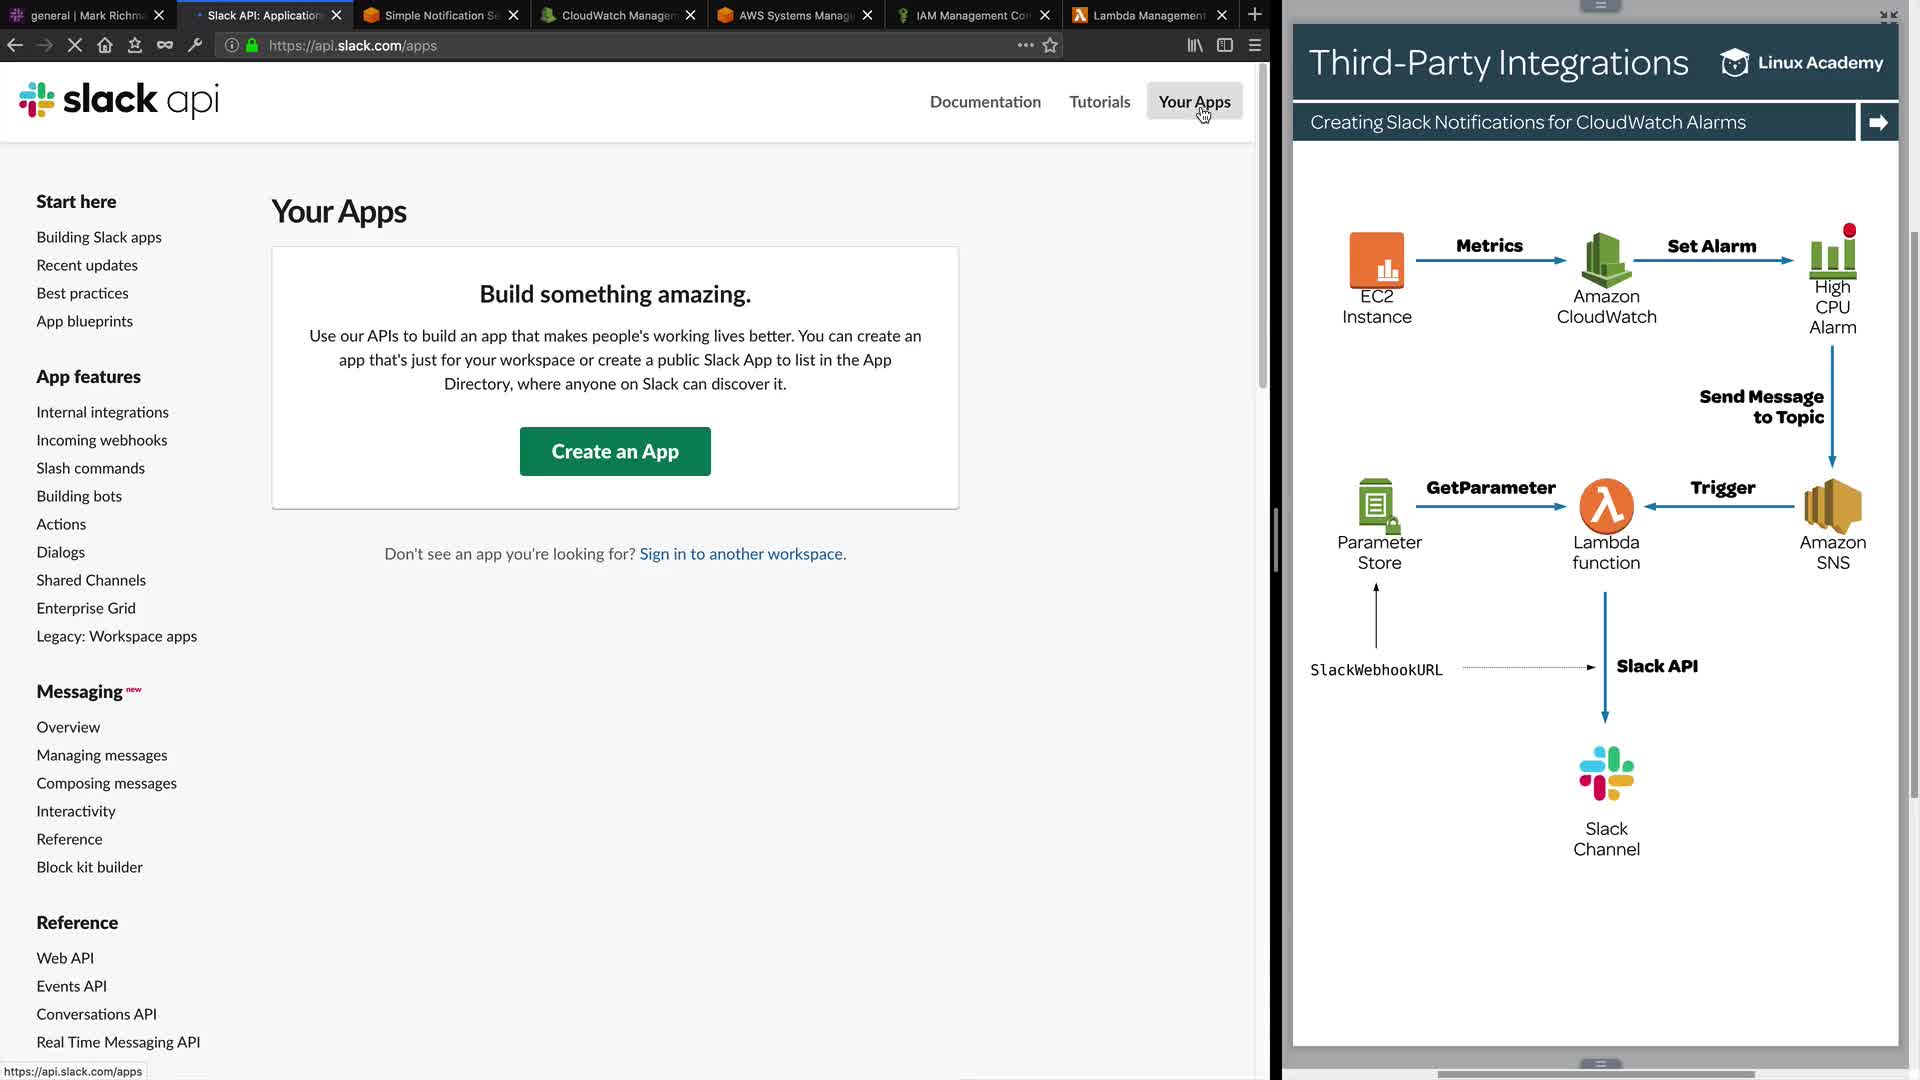 general | Mark Richm
Slack API: Application
Simple Notification Se
CloudWatch Managem
AWS Systems Manag
IAM Management Co
Lambda Management
https://api.slack.com/apps
slack api
Documentation
Tutorials
Your Apps
Start here
Building Slack apps
Recent updates
Best practices
App blueprints
App features
Internal integrations
Incoming webhooks
Slash commands
Building bots
Actions
Dialogs
Shared Channels
Enterprise Grid
Legacy: Workspace apps
Messaging new
Overview
Managing messages
Composing messages
Interactivity
Reference
Block kit builder
Reference
Web API
Events API
Conversations API
Real Time Messaging API
https://api.slack.com/apps
Your Apps
Build something amazing.
Use our APIs to build an app that makes people's working lives better. You can create an
app that's just for your workspace or create a public Slack App to list in the App
Directory, where anyone on Slack can discover it.
Create an App
Don't see an app you're looking for? Sign in to another workspace.
Third-Party Integrations
Linux Academy
Creating Slack Notifications for CloudWatch Alarms
Metrics
Set Alarm
EC2
Instance
Amazon
CloudWatch
High
CPU
Alarm
Send Message
to Topic
GetParameter
Trigger
Parameter
Store
Lambda
function
Amazon
SNS
SlackWebhookURL
Slack API
Slack
Channel